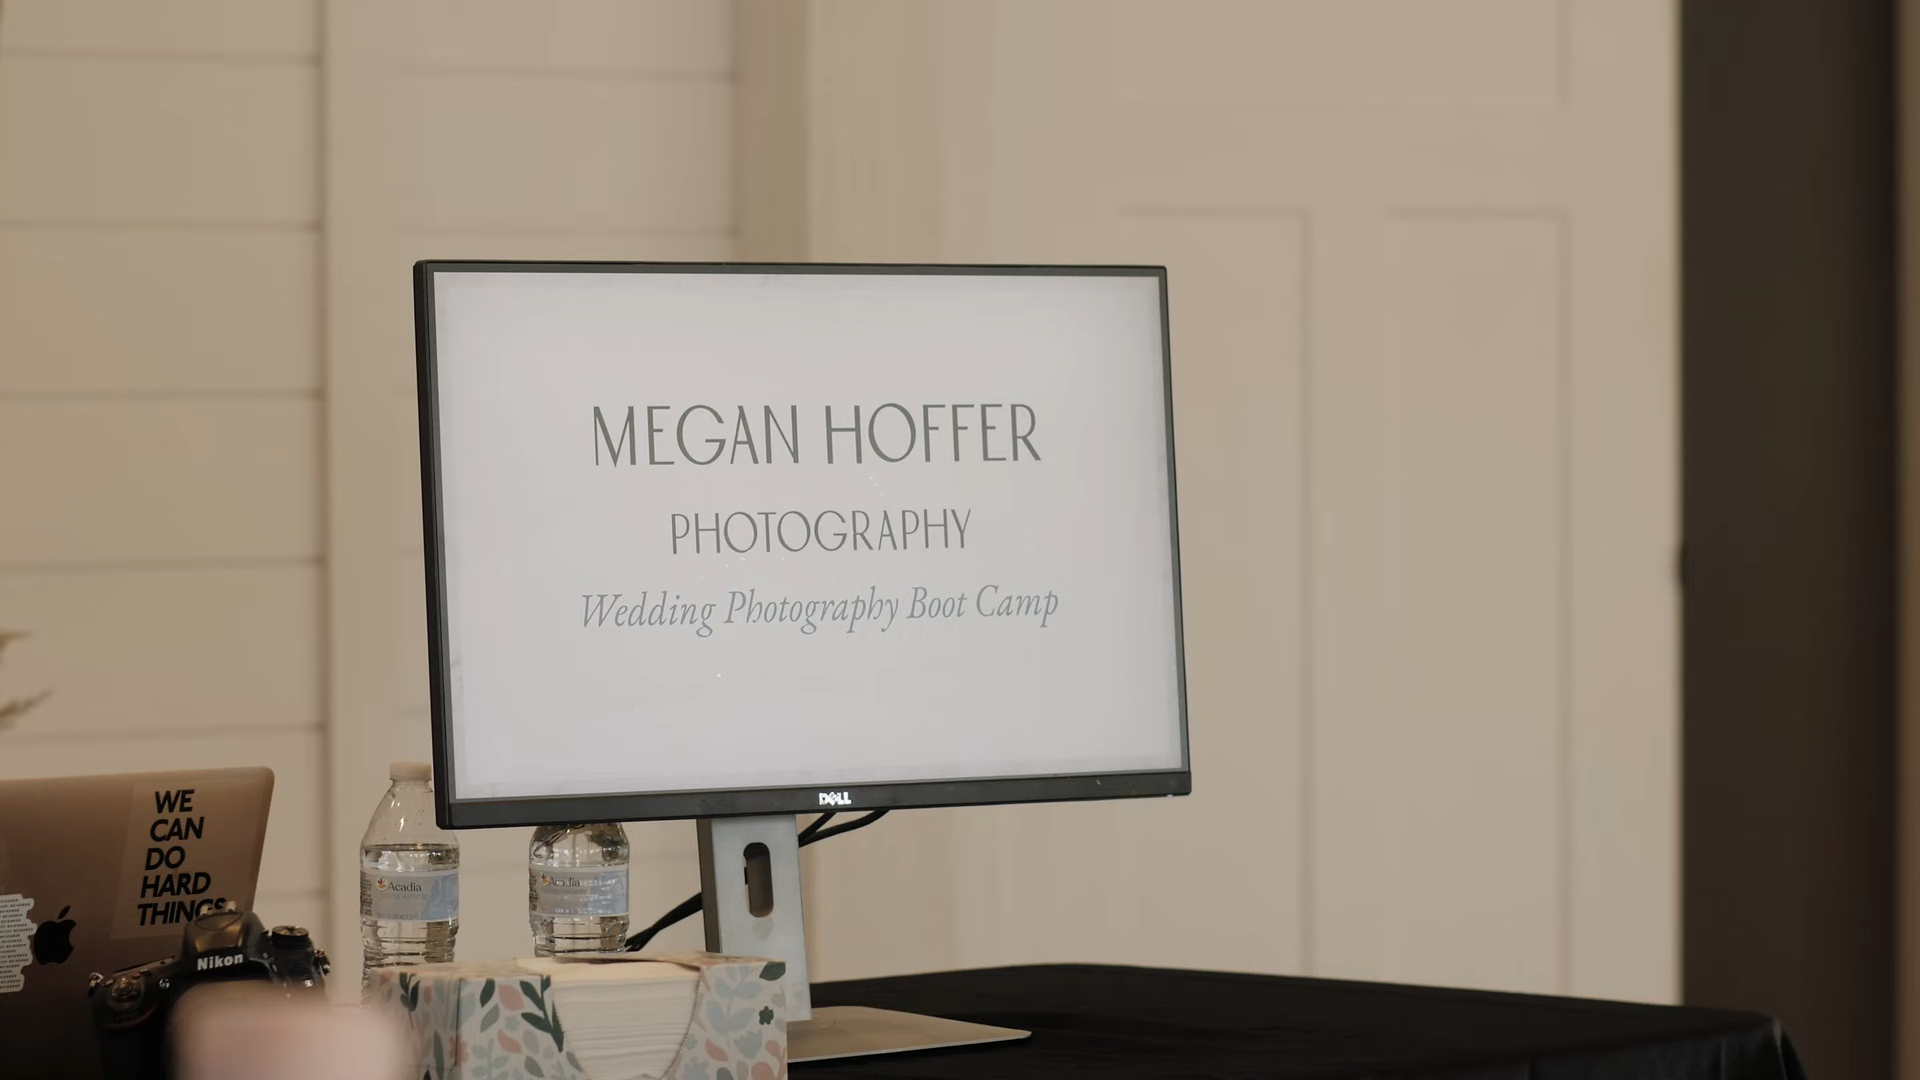 MEGAN HOFFER
PHOTOGRAPHY
Wedding Photography Boot Camp
DELL
WE
CAN
DO
HARD
THINGS
Acadia
Acadia
Nikon